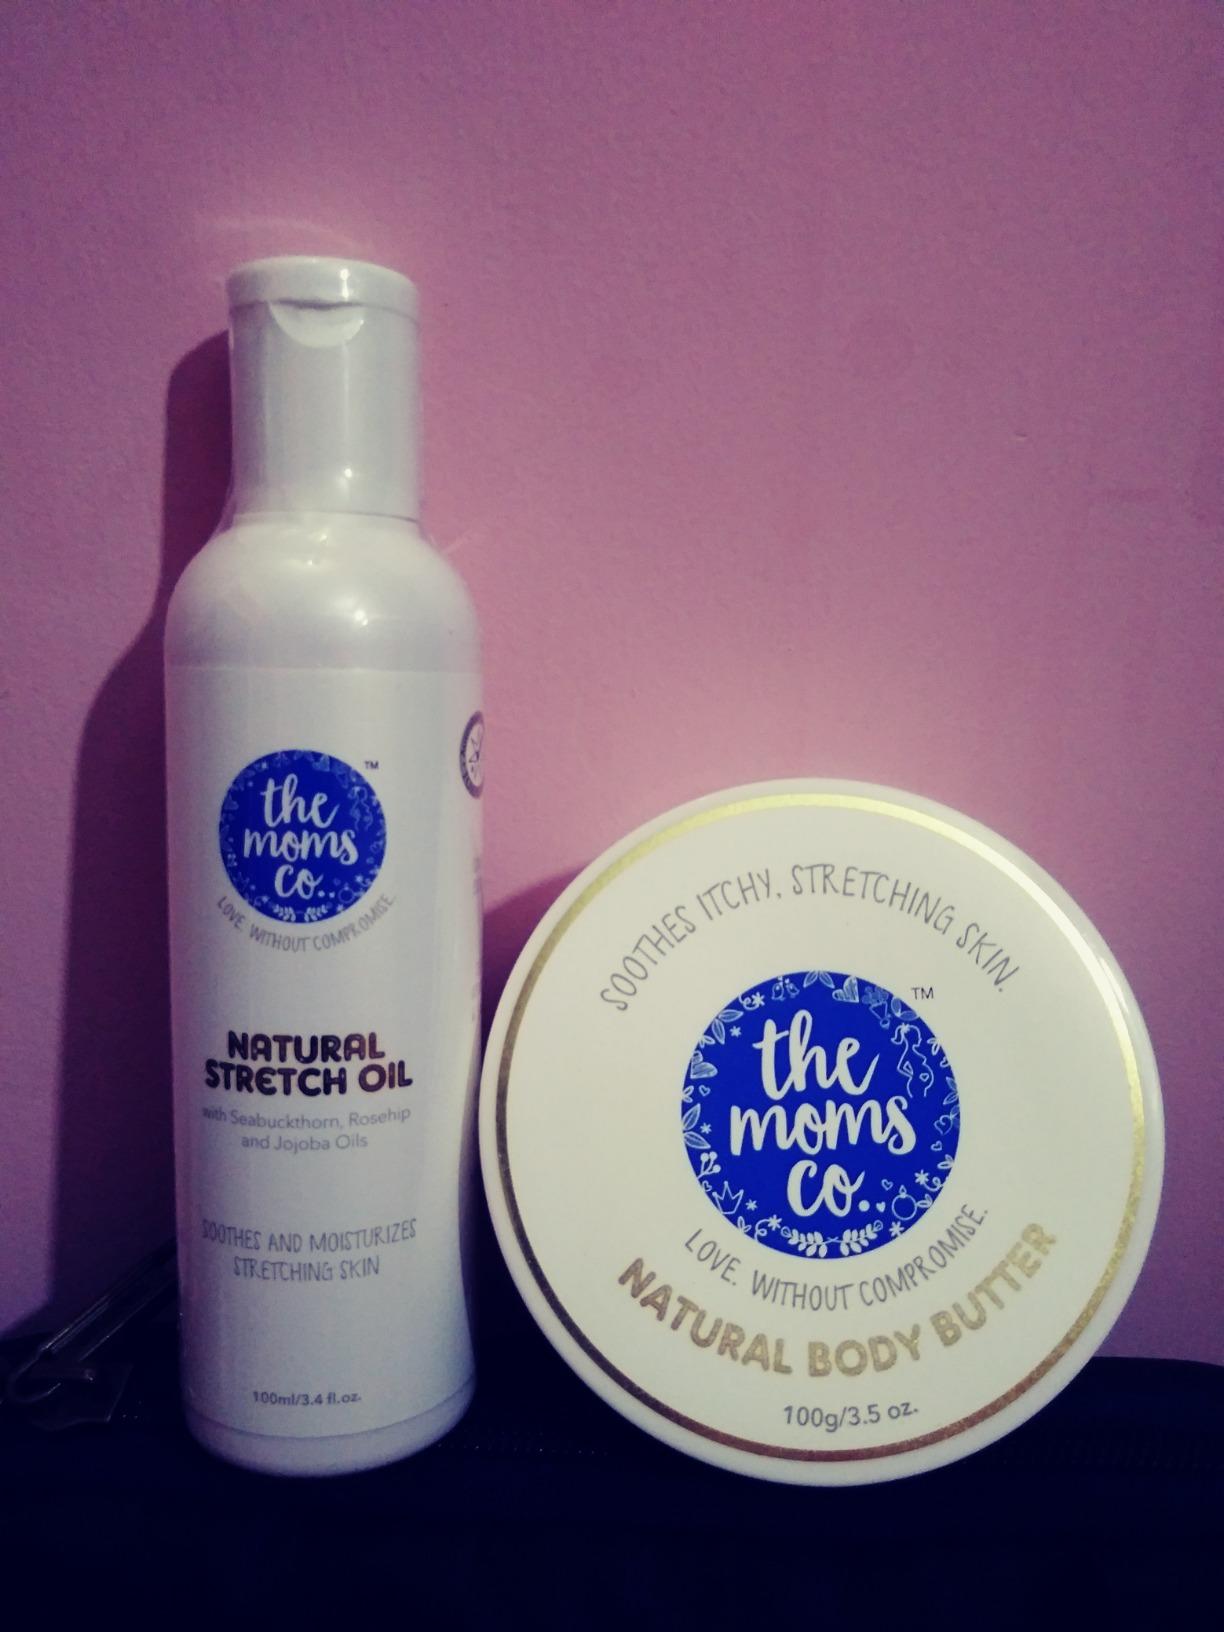 the
moms
co.
TM
LOVE. WITHOUT COMPROMISE.
NATURAL
STRETCH OIL
with Seabuckthorn, Rosehip
and Jojoba Oils
SOOTHES AND MOISTURIZES
STRETCHING SKIN
100ml/3.4 fl.oz.
SOOTHES ITCHY, STRETCHING SKIN.
the
moms
co.
TM
LOVE. WITHOUT COMPROMISE.
NATURAL BODY BUTTER
100g/3.5 oz.